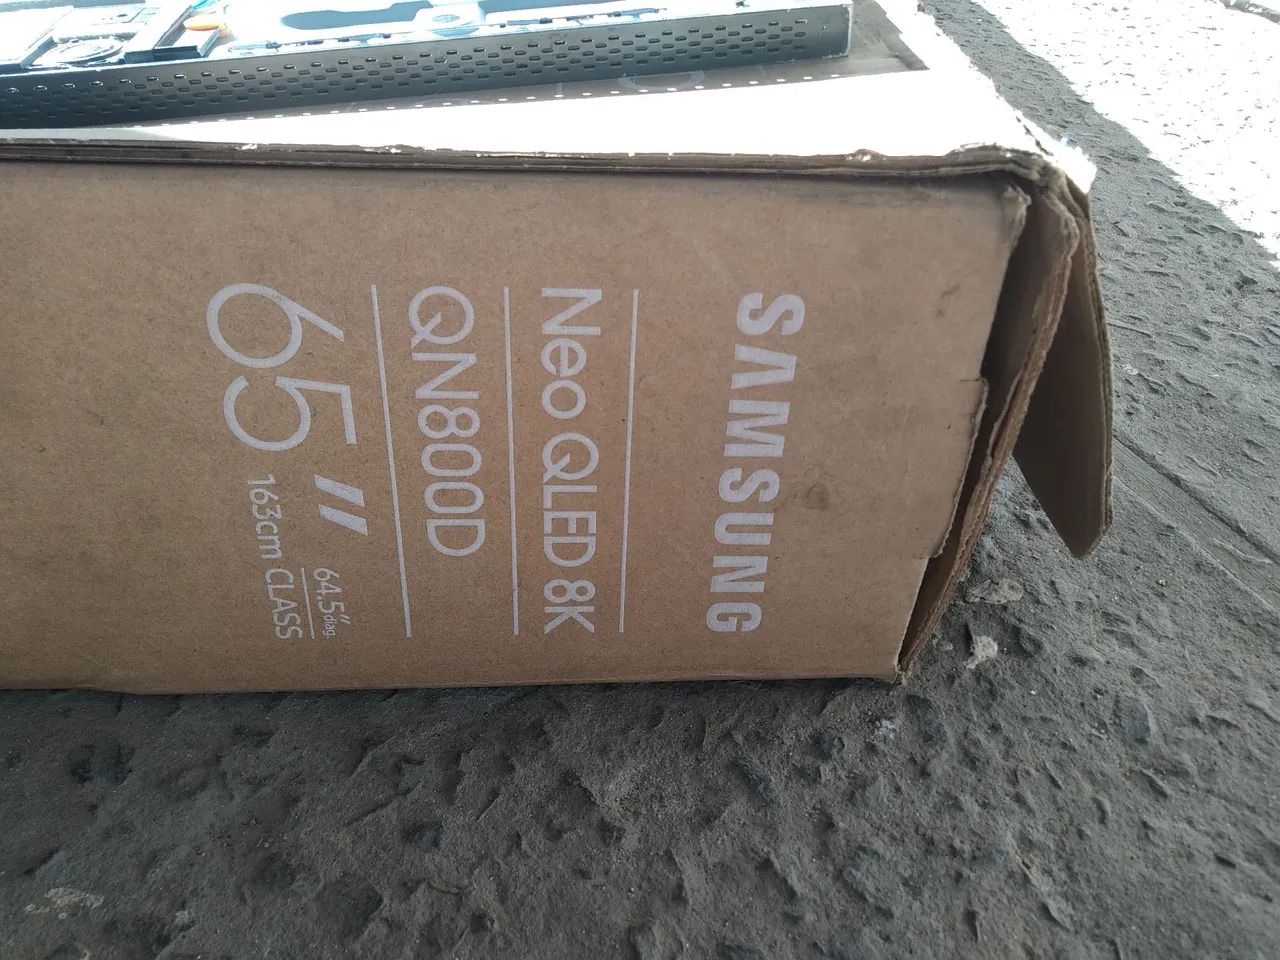 SAMSUNG
Neo QLED 8K
QN800D
65"
64.5" diag.
163cm CLASS